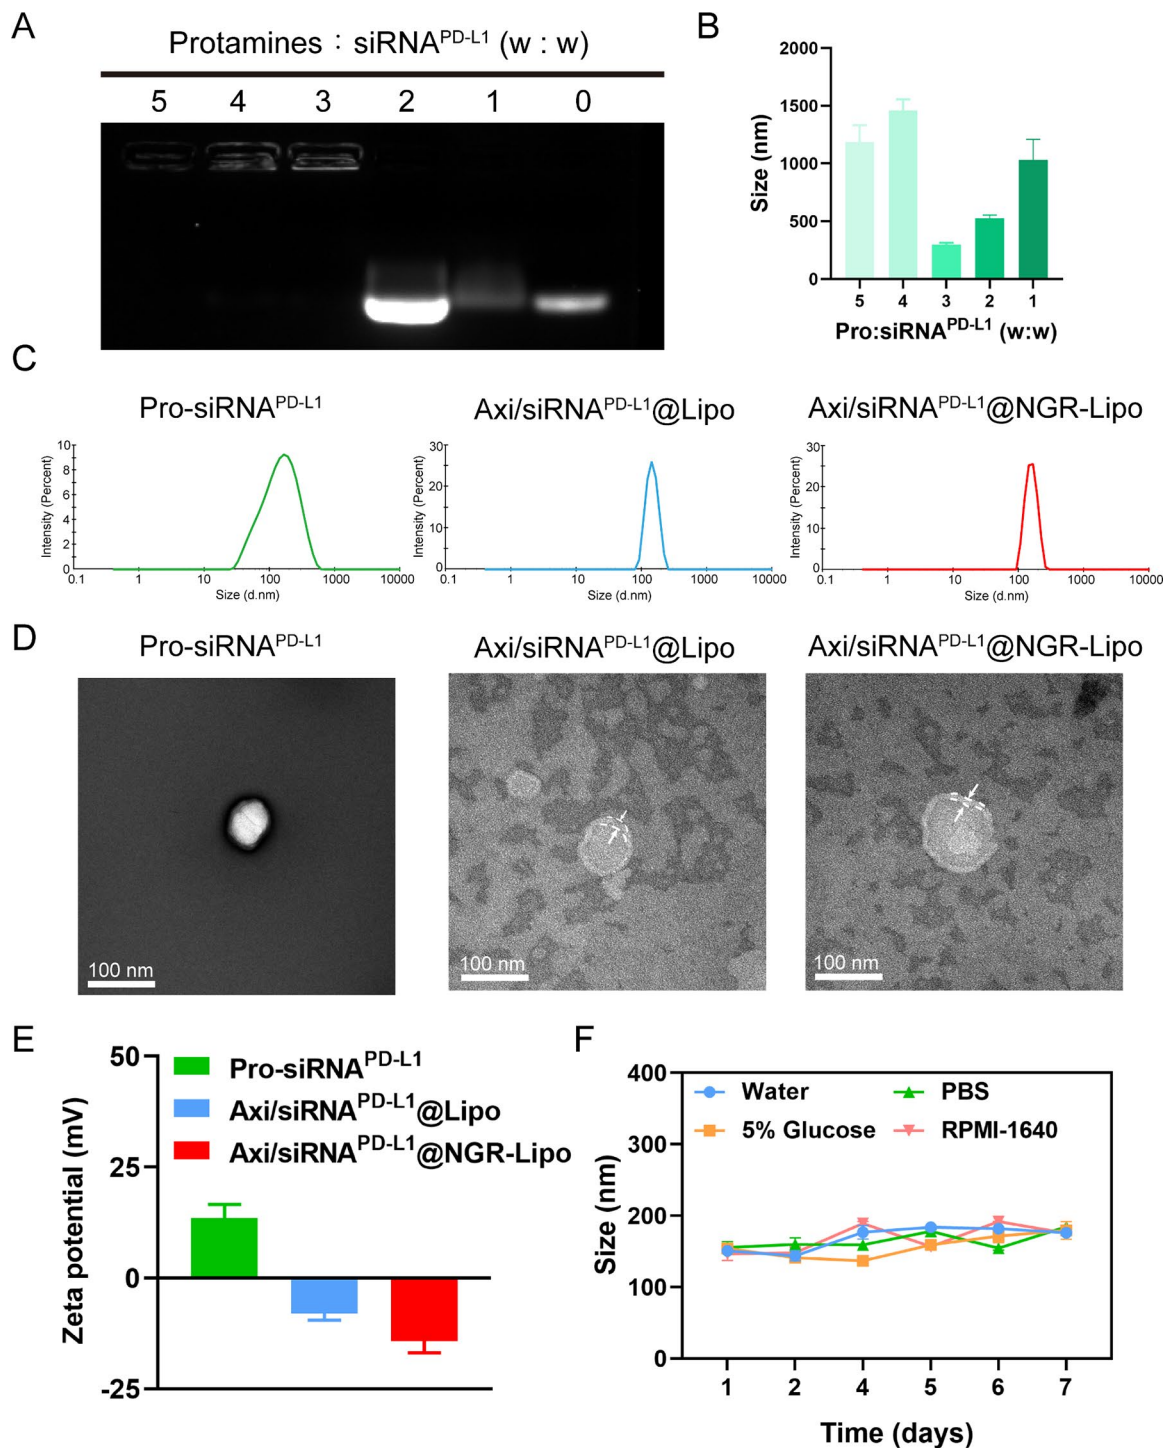 A
Protamines：siRNA^PD-L1 (w : w)
5 4 3 2 1 0
B
2000
1500
1000
500
0
Size (nm)
5 4 3 2 1
Pro:siRNA^PD-L1 (w:w)
C
Pro-siRNA^PD-L1
10
8
6
4
2
0
Intensity (Percent)
0.1 1 10 100 1000 10000
Size (d.nm)
Axi/siRNA^PD-L1@Lipo
30
20
10
0
Intensity (Percent)
0.1 1 10 100 1000 10000
Size (d.nm)
Axi/siRNA^PD-L1@NGR-Lipo
30
20
10
0
Intensity (Percent)
0.1 1 10 100 1000 10000
Size (d.nm)
D
Pro-siRNA^PD-L1
100 nm
Axi/siRNA^PD-L1@Lipo
100 nm
Axi/siRNA^PD-L1@NGR-Lipo
100 nm
E
50
25
0
-25
Zeta potential (mV)
Pro-siRNA^PD-L1
Axi/siRNA^PD-L1@Lipo
Axi/siRNA^PD-L1@NGR-Lipo
F
400
300
200
100
0
Size (nm)
Water
PBS
5% Glucose
RPMI-1640
1 2 4 5 6 7
Time (days)